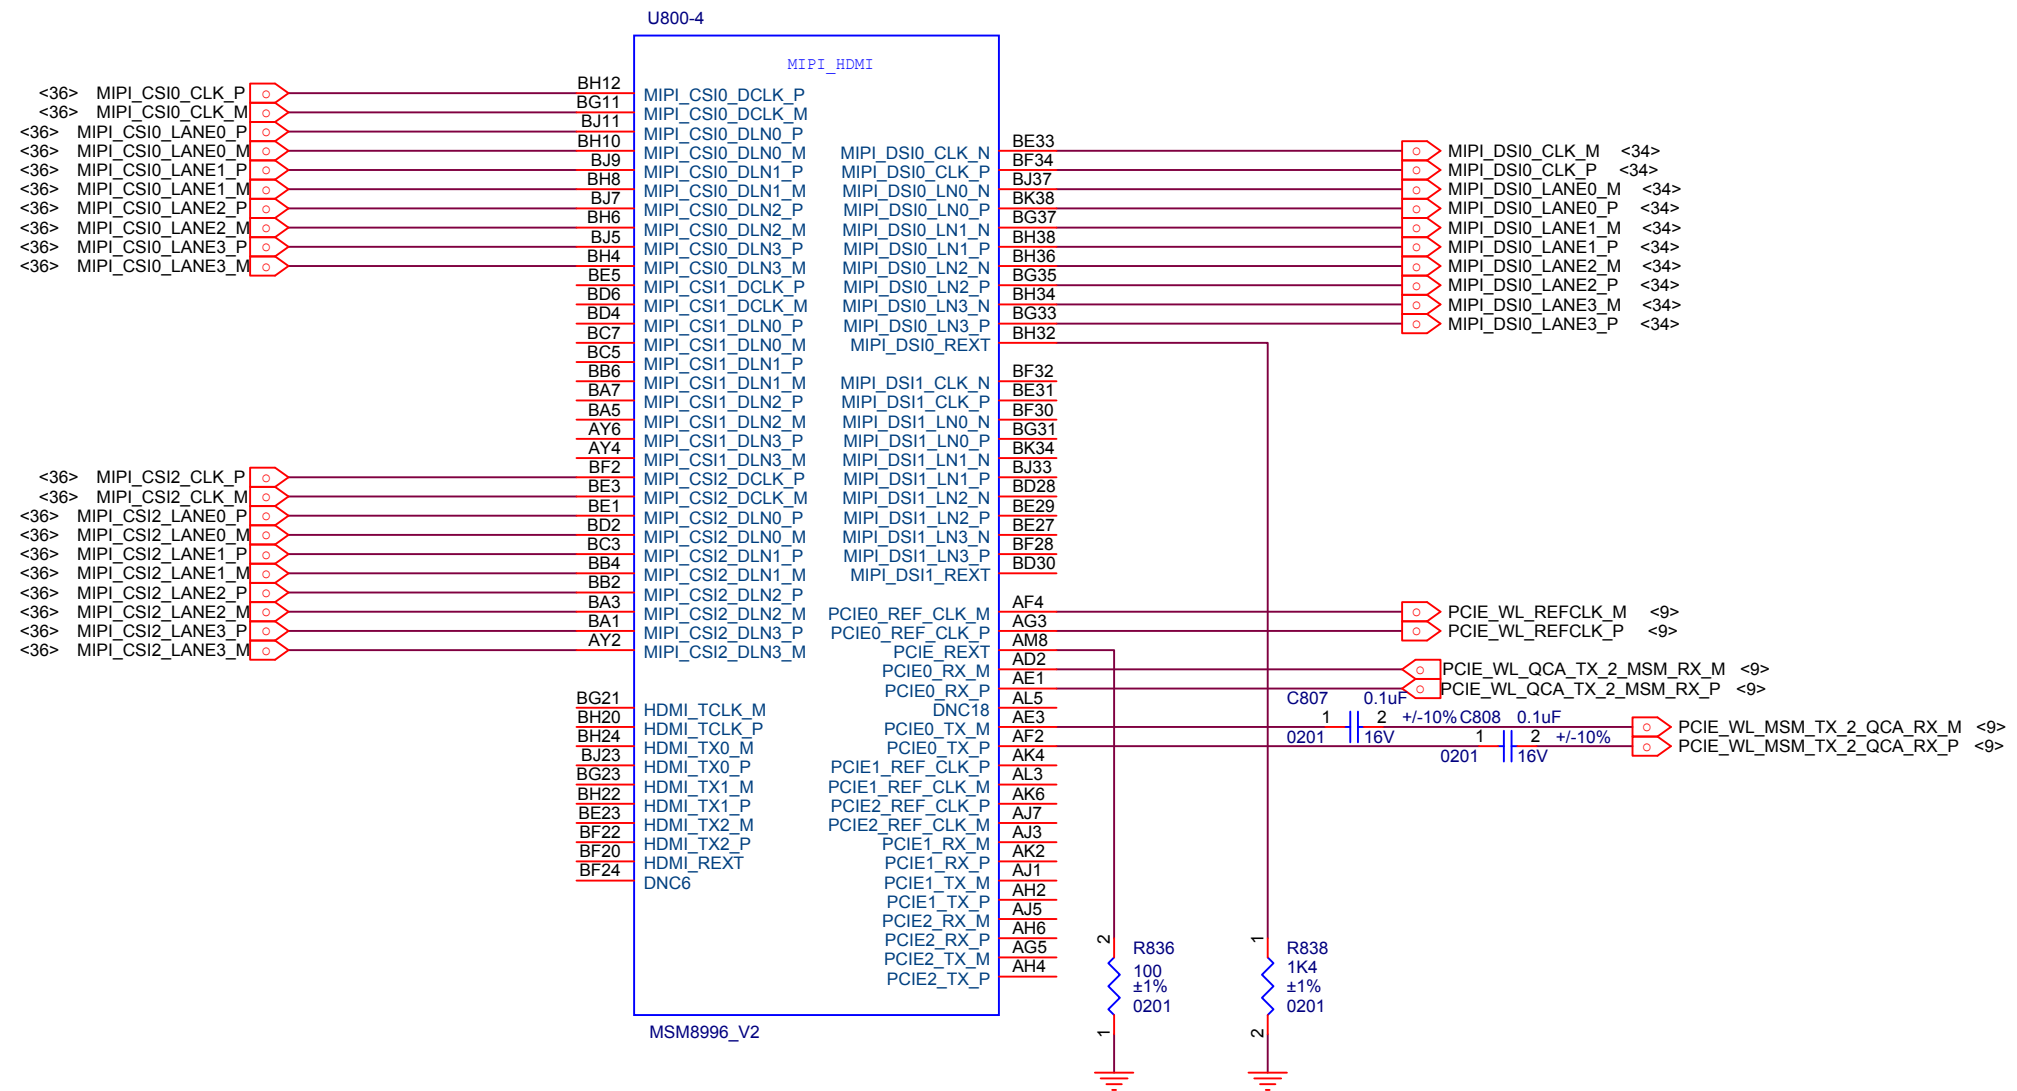 U800-4
MIPI_HDMI
<36> MIPI_CSI0_CLK_P BH12 MIPI_CSI0_DCLK_P
<36> MIPI_CSI0_CLK_M BG11 MIPI_CSI0_DCLK_M
<36> MIPI_CSI0_LANE0_P BJ11 MIPI_CSI0_DLN0_P
<36> MIPI_CSI0_LANE0_M BH10 MIPI_CSI0_DLN0_M
<36> MIPI_CSI0_LANE1_P BJ9 MIPI_CSI0_DLN1_P
<36> MIPI_CSI0_LANE1_M BH8 MIPI_CSI0_DLN1_M
<36> MIPI_CSI0_LANE2_P BJ7 MIPI_CSI0_DLN2_P
<36> MIPI_CSI0_LANE2_M BH6 MIPI_CSI0_DLN2_M
<36> MIPI_CSI0_LANE3_P BJ5 MIPI_CSI0_DLN3_P
<36> MIPI_CSI0_LANE3_M BH4 MIPI_CSI0_DLN3_M
BE5 MIPI_CSI1_DCLK_P
BD6 MIPI_CSI1_DCLK_M
BD4 MIPI_CSI1_DLN0_P
BC7 MIPI_CSI1_DLN0_M
BC5 MIPI_CSI1_DLN1_P
BB6 MIPI_CSI1_DLN1_M
BA7 MIPI_CSI1_DLN2_P
BA5 MIPI_CSI1_DLN2_M
AY6 MIPI_CSI1_DLN3_P
AY4 MIPI_CSI1_DLN3_M
<36> MIPI_CSI2_CLK_P BF2 MIPI_CSI2_DCLK_P
<36> MIPI_CSI2_CLK_M BE3 MIPI_CSI2_DCLK_M
<36> MIPI_CSI2_LANE0_P BE1 MIPI_CSI2_DLN0_P
<36> MIPI_CSI2_LANE0_M BD2 MIPI_CSI2_DLN0_M
<36> MIPI_CSI2_LANE1_P BC3 MIPI_CSI2_DLN1_P
<36> MIPI_CSI2_LANE1_M BB4 MIPI_CSI2_DLN1_M
<36> MIPI_CSI2_LANE2_P BB2 MIPI_CSI2_DLN2_P
<36> MIPI_CSI2_LANE2_M BA3 MIPI_CSI2_DLN2_M
<36> MIPI_CSI2_LANE3_P BA1 MIPI_CSI2_DLN3_P
<36> MIPI_CSI2_LANE3_M AY2 MIPI_CSI2_DLN3_M
BG21 HDMI_TCLK_M
BH20 HDMI_TCLK_P
BH24 HDMI_TX0_M
BJ23 HDMI_TX0_P
BG23 HDMI_TX1_M
BH22 HDMI_TX1_P
BE23 HDMI_TX2_M
BF22 HDMI_TX2_P
BF20 HDMI_REXT
BF24 DNC6
MIPI_DSI0_CLK_N BE33 MIPI_DSI0_CLK_M <34>
MIPI_DSI0_CLK_P BF34 MIPI_DSI0_CLK_P <34>
MIPI_DSI0_LN0_N BJ37 MIPI_DSI0_LANE0_M <34>
MIPI_DSI0_LN0_P BK38 MIPI_DSI0_LANE0_P <34>
MIPI_DSI0_LN1_N BG37 MIPI_DSI0_LANE1_M <34>
MIPI_DSI0_LN1_P BH38 MIPI_DSI0_LANE1_P <34>
MIPI_DSI0_LN2_N BH36 MIPI_DSI0_LANE2_M <34>
MIPI_DSI0_LN2_P BG35 MIPI_DSI0_LANE2_P <34>
MIPI_DSI0_LN3_N BH34 MIPI_DSI0_LANE3_M <34>
MIPI_DSI0_LN3_P BG33 MIPI_DSI0_LANE3_P <34>
MIPI_DSI0_REXT BH32
MIPI_DSI1_CLK_N BF32
MIPI_DSI1_CLK_P BE31
MIPI_DSI1_LN0_N BF30
MIPI_DSI1_LN0_P BG31
MIPI_DSI1_LN1_N BK34
MIPI_DSI1_LN1_P BJ33
MIPI_DSI1_LN2_N BD28
MIPI_DSI1_LN2_P BE29
MIPI_DSI1_LN3_N BE27
MIPI_DSI1_LN3_P BF28
MIPI_DSI1_REXT BD30
PCIE0_REF_CLK_M AF4 PCIE_WL_REFCLK_M <9>
PCIE0_REF_CLK_P AG3 PCIE_WL_REFCLK_P <9>
PCIE_REXT AM8
PCIE0_RX_M AD2 PCIE_WL_QCA_TX_2_MSM_RX_M <9>
PCIE0_RX_P AE1 PCIE_WL_QCA_TX_2_MSM_RX_P <9>
DNC18 AL5
C807 0.1uF
PCIE0_TX_M AE3 1 2 +/-10% C808 0.1uF PCIE_WL_MSM_TX_2_QCA_RX_M <9>
0201 16V
PCIE0_TX_P AF2 1 2 +/-10% PCIE_WL_MSM_TX_2_QCA_RX_P <9>
0201 16V
PCIE1_REF_CLK_P AK4
PCIE1_REF_CLK_M AL3
PCIE2_REF_CLK_P AK6
PCIE2_REF_CLK_M AJ7
PCIE1_RX_M AJ3
PCIE1_RX_P AK2
PCIE1_TX_M AJ1
PCIE1_TX_P AH2
PCIE2_RX_M AJ5
PCIE2_RX_P AH6
PCIE2_TX_M AG5
PCIE2_TX_P AH4
2 R836
100
±1%
0201
1
1 R838
1K4
±1%
0201
2
MSM8996_V2